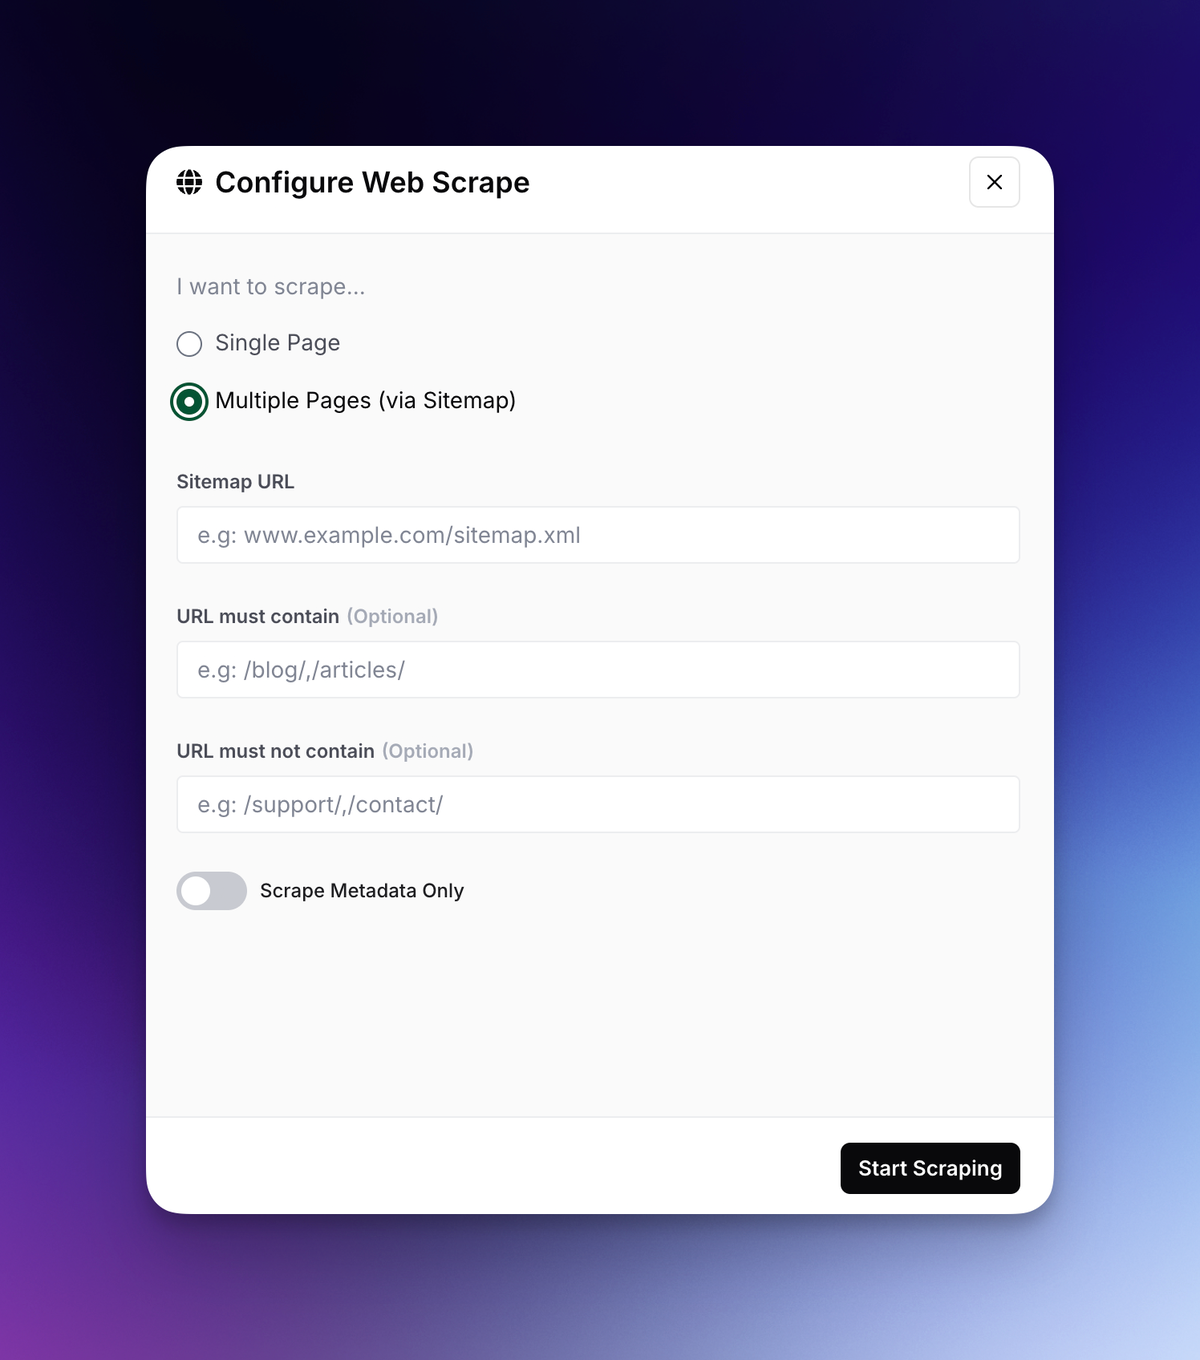 Configure Web Scrape
I want to scrape...
Single Page
Multiple Pages (via Sitemap)
Sitemap URL
e.g: www.example.com/sitemap.xml
URL must contain (Optional)
e.g: /blog/,/articles/
URL must not contain (Optional)
e.g: /support/,/contact/
Scrape Metadata Only
Start Scraping